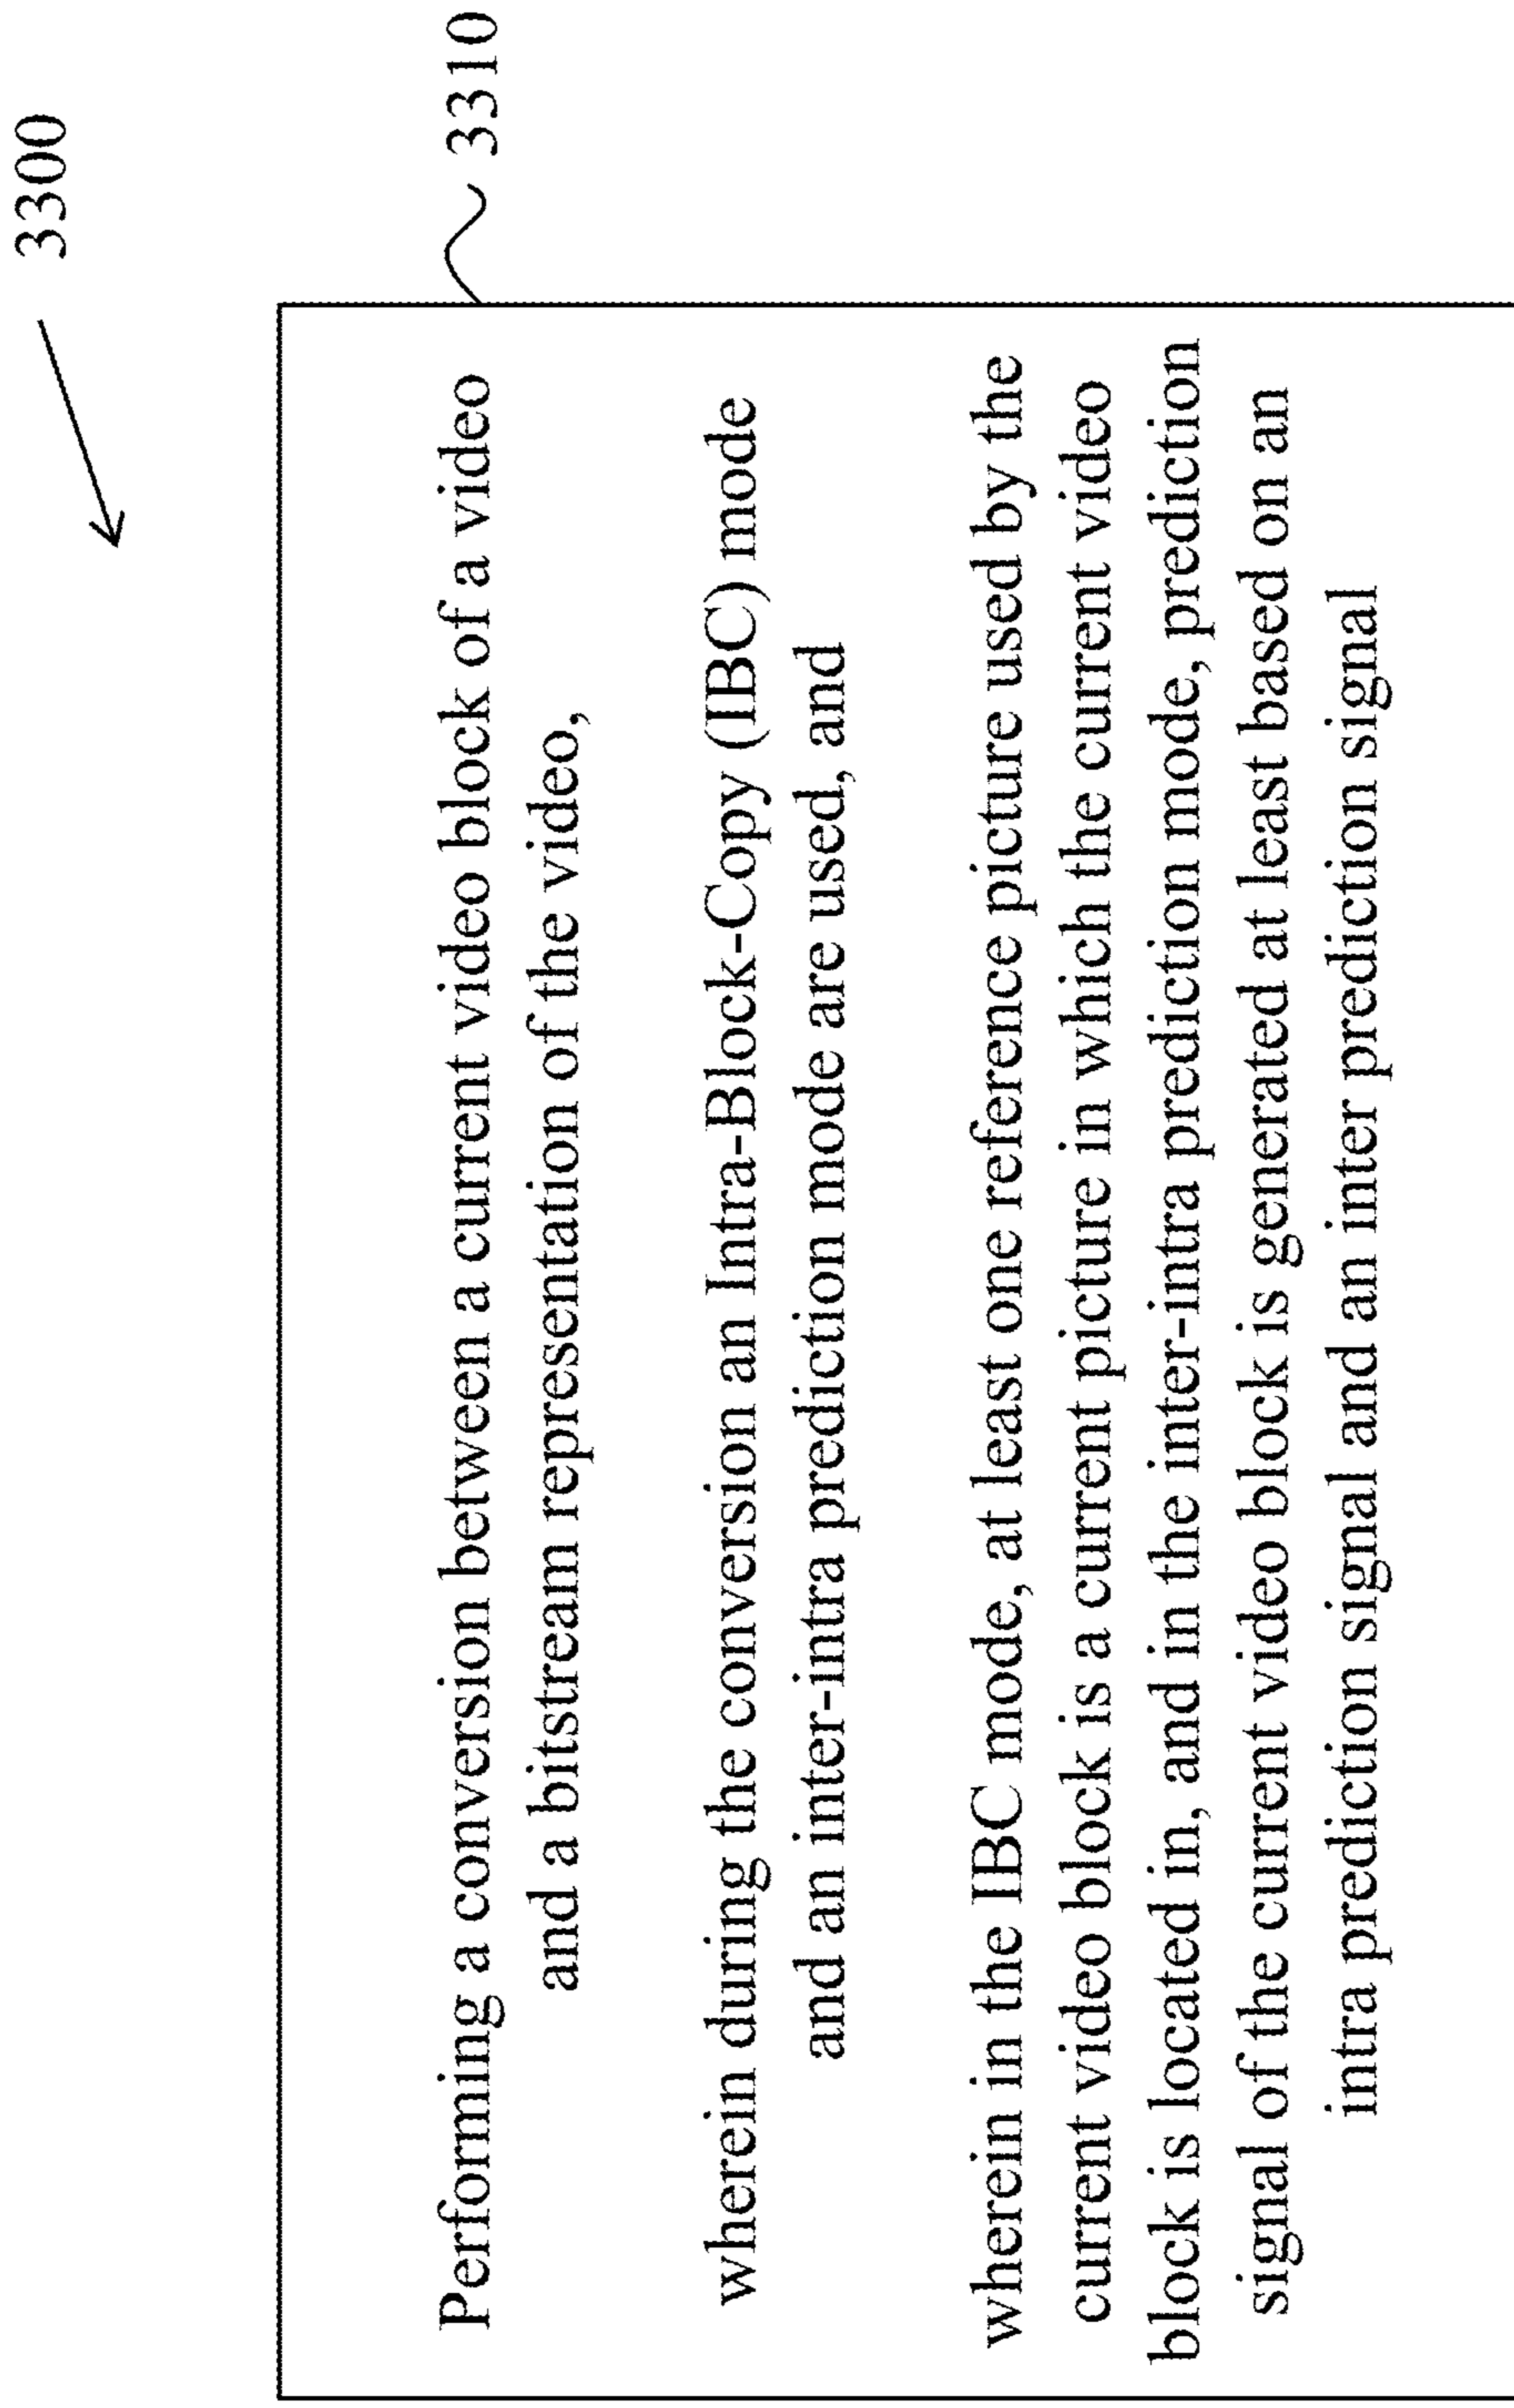 3300
3310
Performing a conversion between a current video block of a video
and a bitstream representation of the video,
wherein during the conversion an Intra-Block-Copy (IBC) mode
and an inter-intra prediction mode are used, and
wherein in the IBC mode, at least one reference picture used by the
current video block is a current picture in which the current video
block is located in, and in the inter-intra prediction mode, prediction
signal of the current video block is generated at least based on an
intra prediction signal and an inter prediction signal